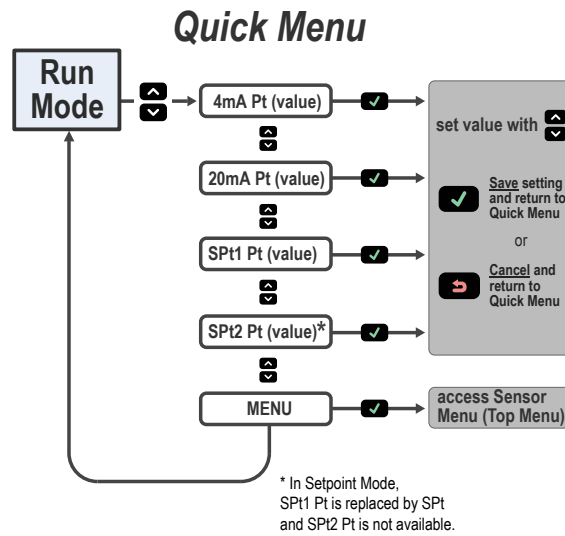 Quick Menu
Run
Mode
4mA Pt (value)
20mA Pt (value)
SPt1 Pt (value)
SPt2 Pt (value)*
MENU
set value with
Save setting
and return to
Quick Menu
or
Cancel and
return to
Quick Menu
access Sensor
Menu (Top Menu)
* In Setpoint Mode,
SPt1 Pt is replaced by SPt
and SPt2 Pt is not available.